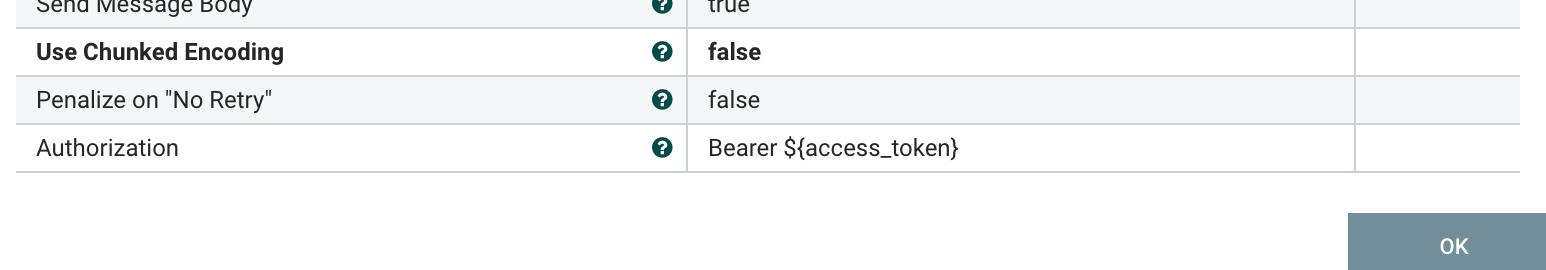 Send Message Body ? true
Use Chunked Encoding ? false
Penalize on "No Retry" ? false
Authorization ? Bearer ${access_token}
OK